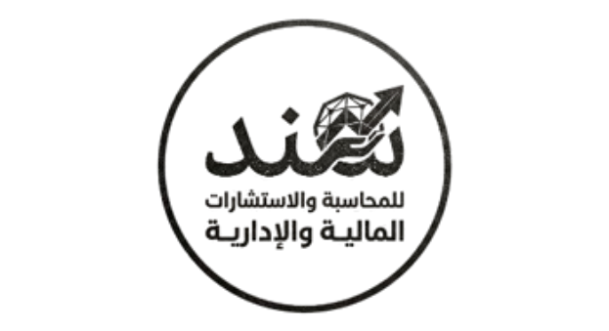 سند
للمحاسبة والاستشارات
المالية والإدارية